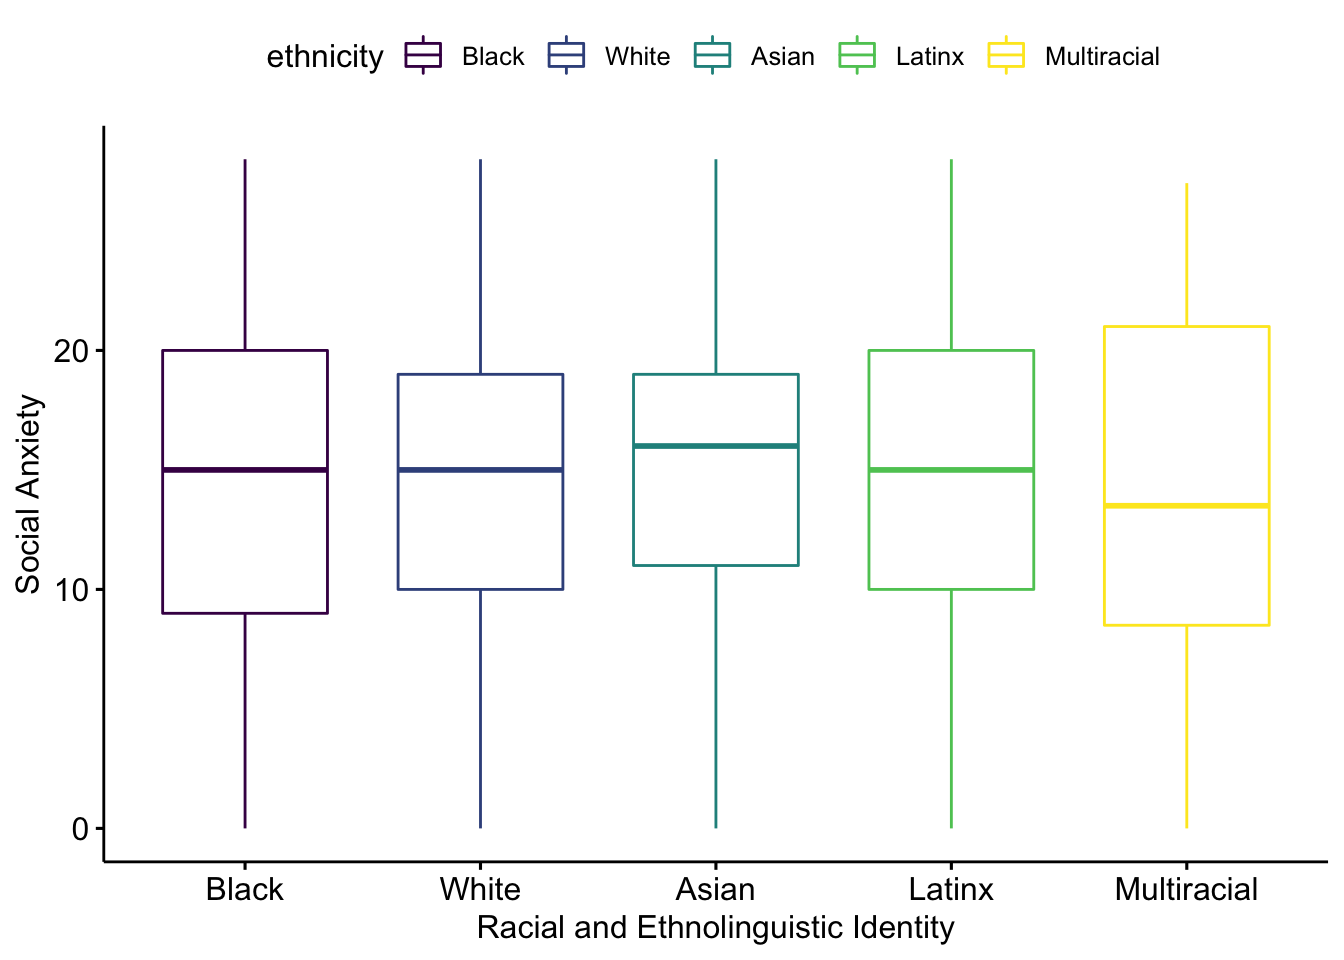 ethnicity Black White Asian Latinx Multiracial
Social Anxiety
20
10
0
Black White Asian Latinx Multiracial
Racial and Ethnolinguistic Identity